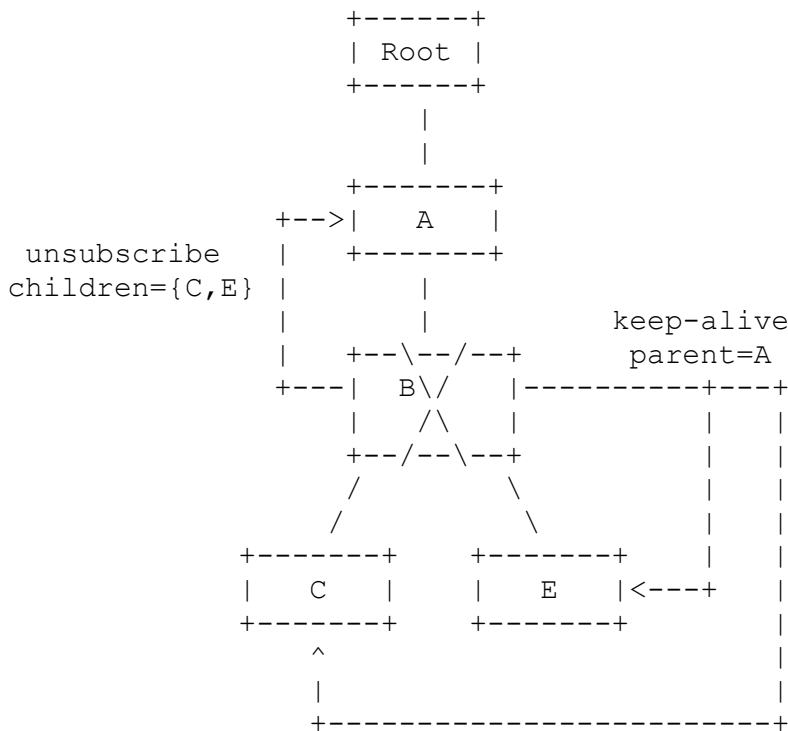 Root
A
unsubscribe
children={C,E}
keep-alive
parent=A
B
C
E